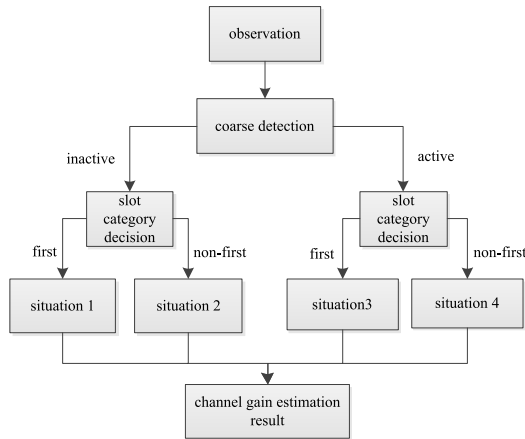 observation
coarse detection
inactive
active
slot
category
decision
slot
category
decision
first
non-first
first
non-first
situation 1
situation 2
situation3
situation 4
channel gain estimation
result